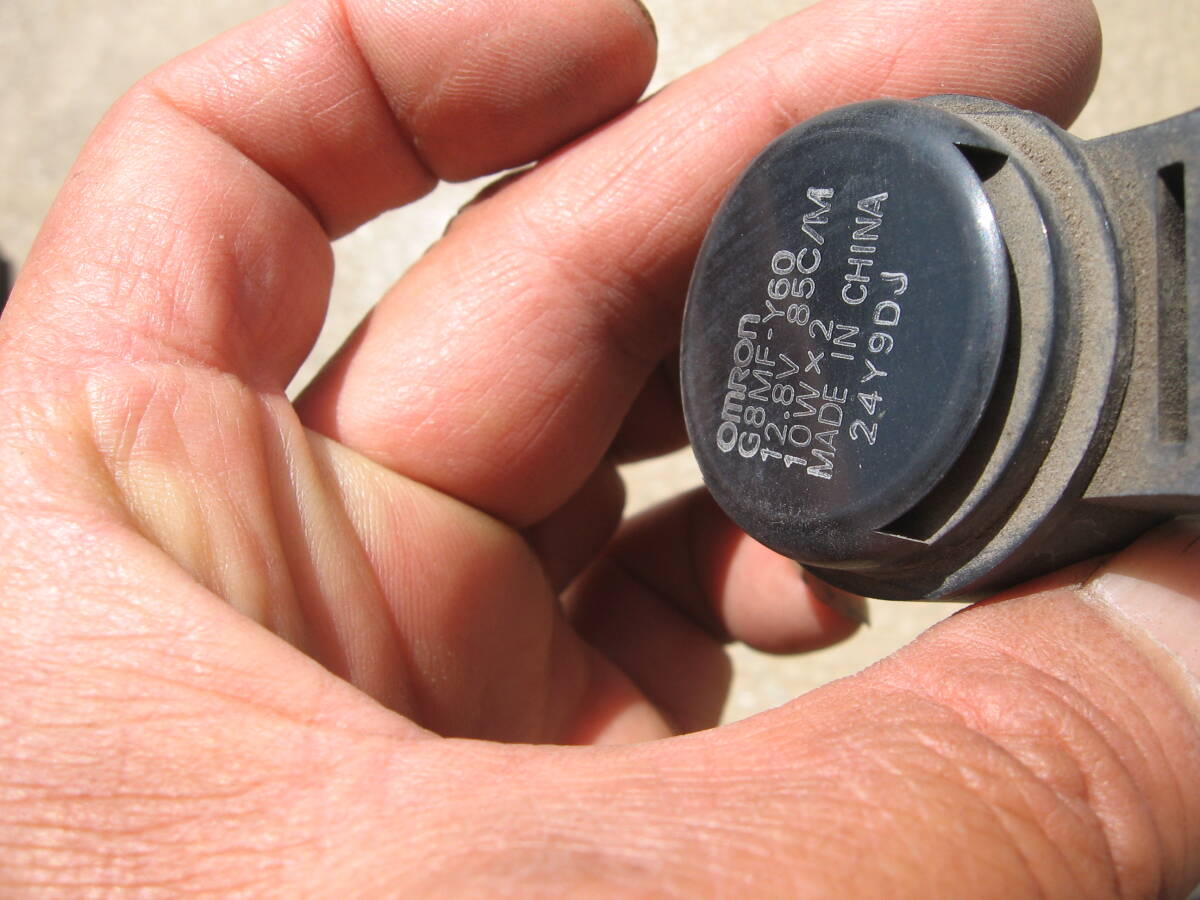 omron
G8MF-Y60
12.8V 85C/M
10W x 2
MADE IN CHINA
24Y9DJ